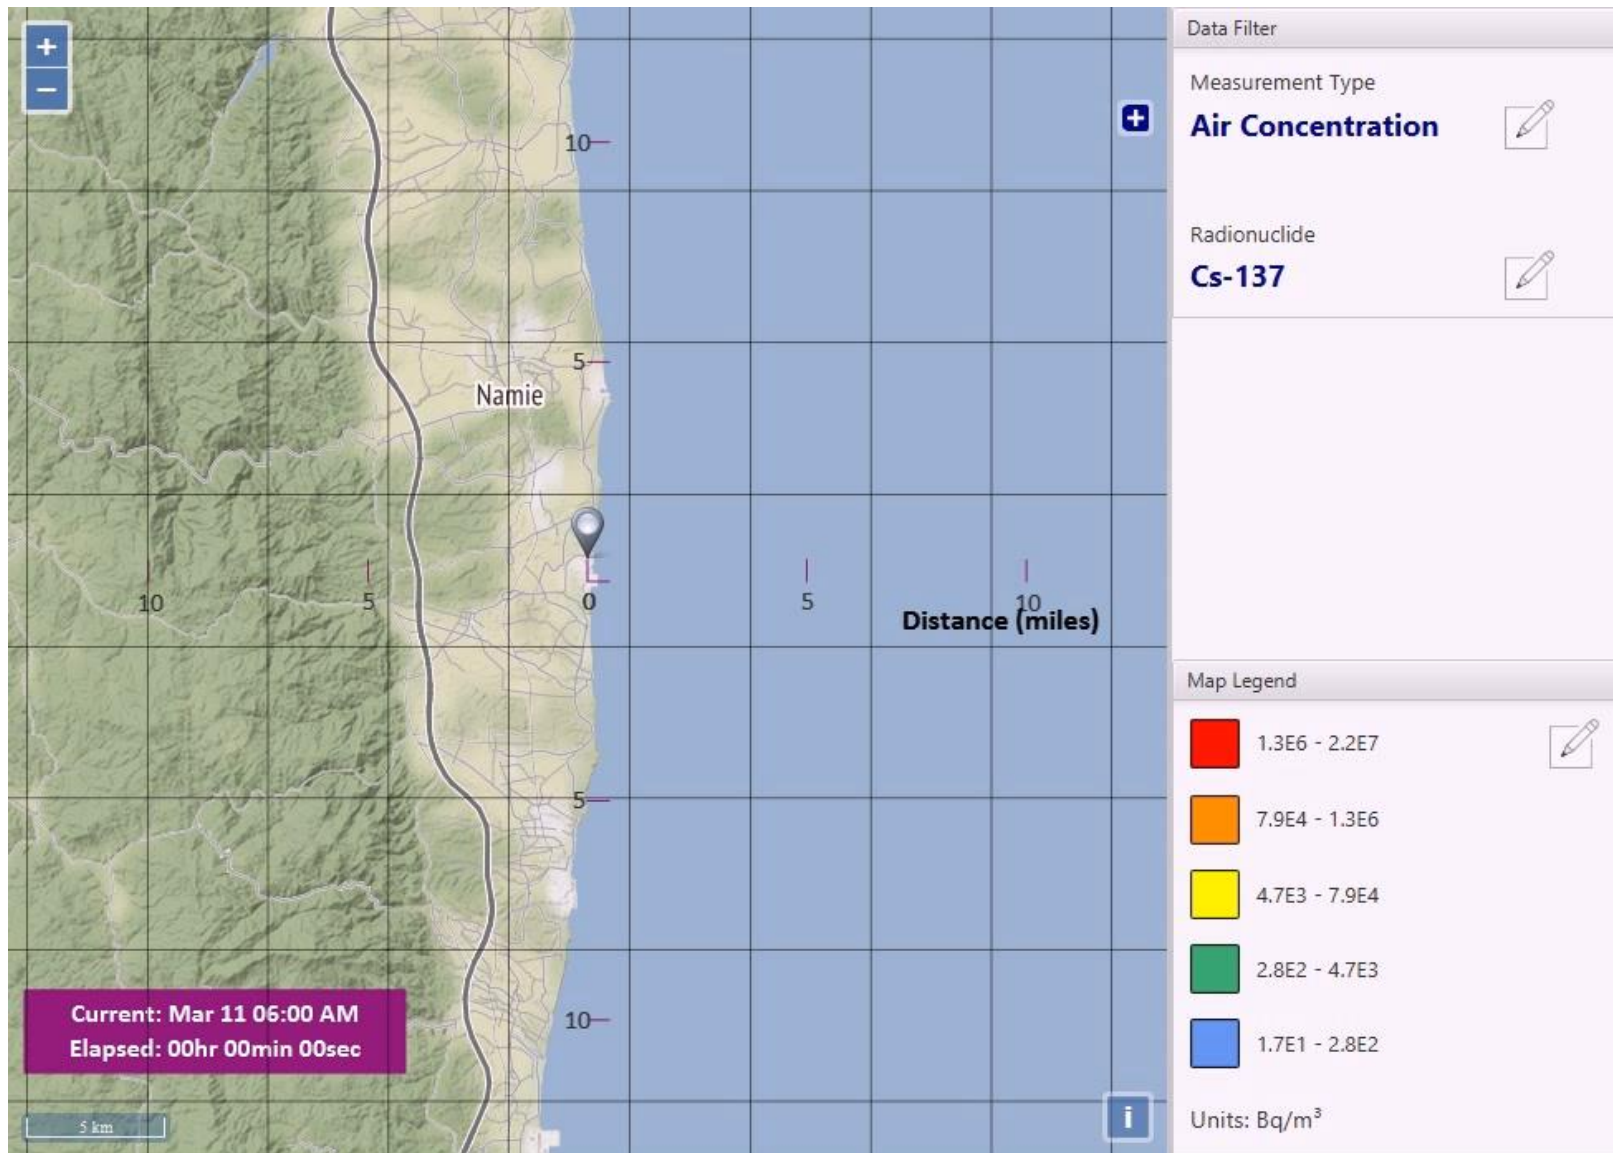 +
−
10
5
Namie
10
5
0
5
10
Distance (miles)
5
10
Current: Mar 11 06:00 AM
Elapsed: 00hr 00min 00sec
5 km
i
+
Data Filter
Measurement Type
Air Concentration
Radionuclide
Cs-137
Map Legend
1.3E6 - 2.2E7
7.9E4 - 1.3E6
4.7E3 - 7.9E4
2.8E2 - 4.7E3
1.7E1 - 2.8E2
Units: Bq/m³